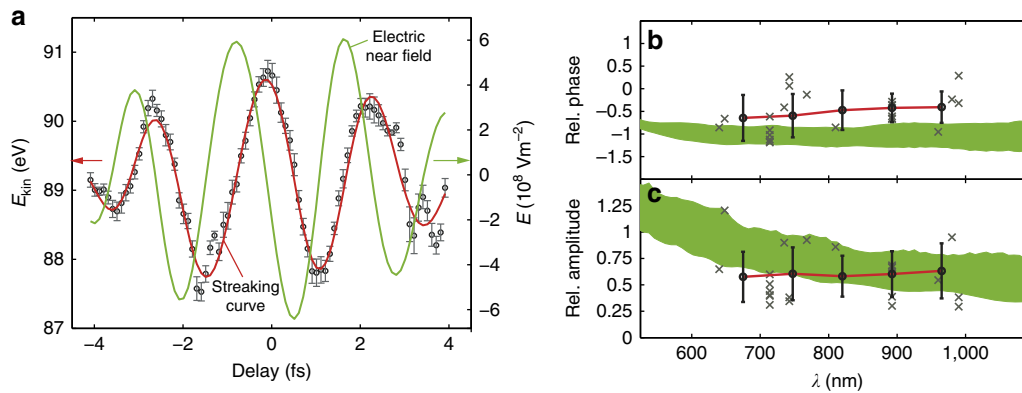 a
91
90
89
88
87
E_kin (eV)
−4
−2
0
2
4
Delay (fs)
6
4
2
0
−2
−4
−6
E (10⁸ Vm⁻²)
Electric
near field
Streaking
curve
b
1
0.5
0
−0.5
−1
−1.5
Rel. phase
c
1.25
1
0.75
0.5
0.25
0
Rel. amplitude
600
700
800
900
1,000
λ (nm)